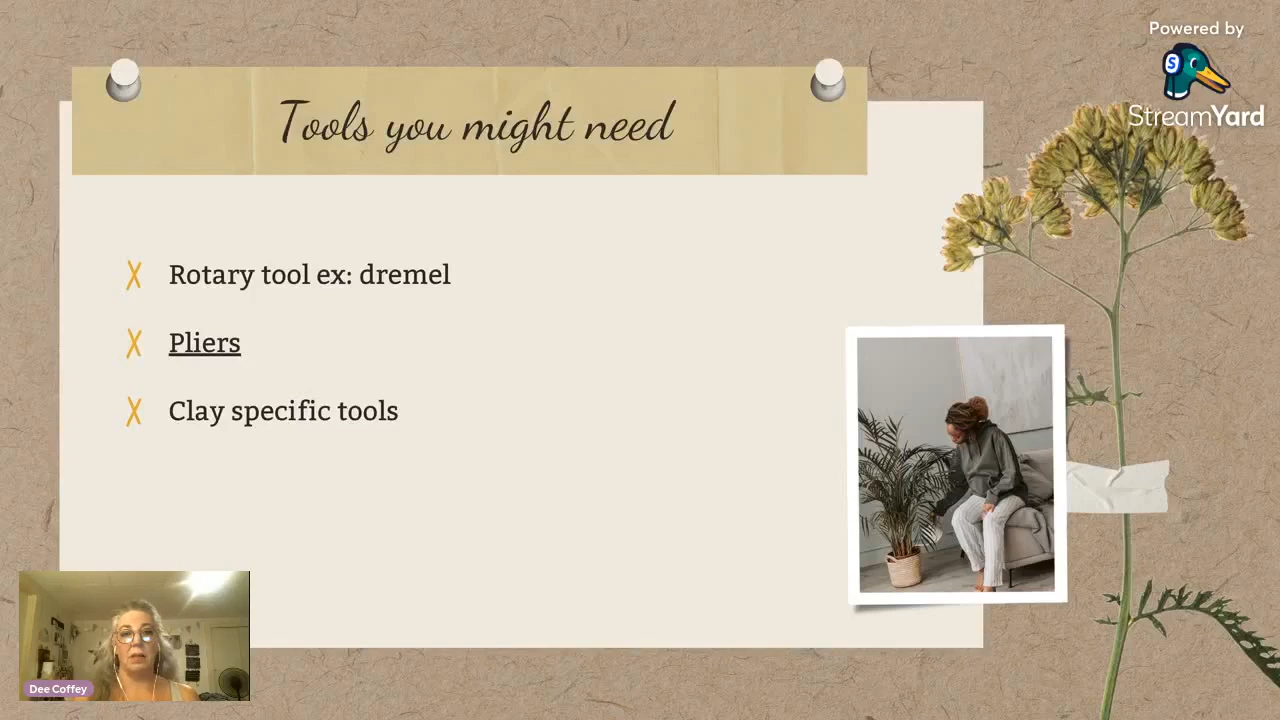 Powered by
StreamYard
Tools you might need
Rotary tool ex: dremel
Pliers
Clay specific tools
Dee Coffey